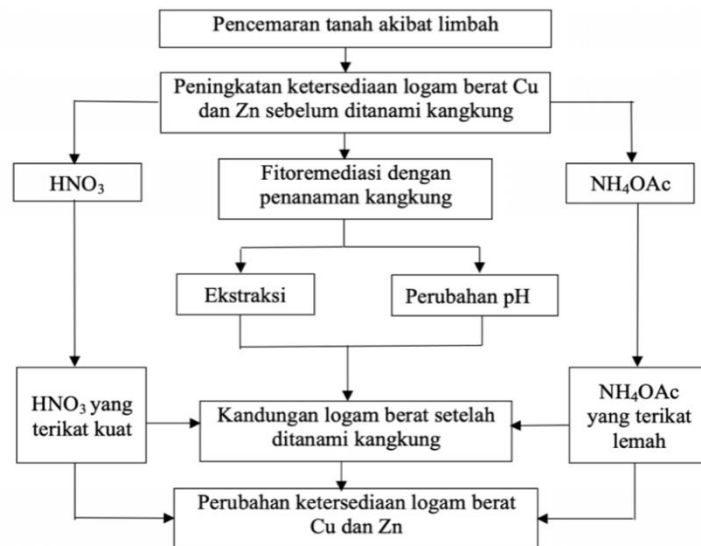 Pencemaran tanah akibat limbah
Peningkatan ketersediaan logam berat Cu
dan Zn sebelum ditanami kangkung
HNO₃
Fitoremediasi dengan
penanaman kangkung
NH₄OAc
Ekstraksi
Perubahan pH
HNO₃ yang
terikat kuat
Kandungan logam berat setelah
ditanami kangkung
NH₄OAc
yang terikat
lemah
Perubahan ketersediaan logam berat
Cu dan Zn